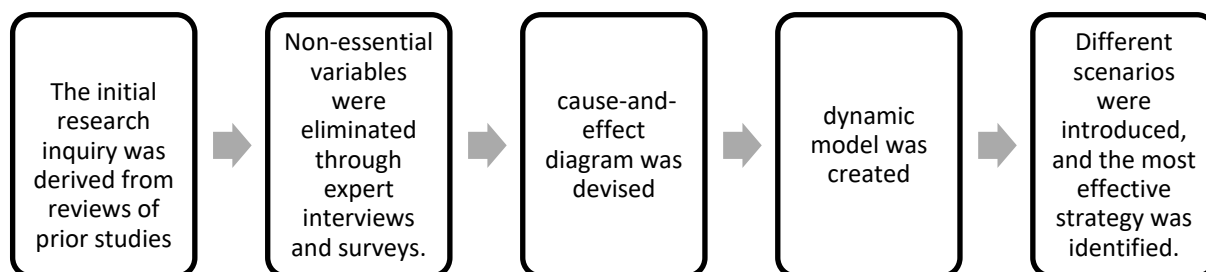 The initial
research
inquiry was
derived from
reviews of
prior studies
Non-essential
variables
were
eliminated
through
expert
interviews
and surveys.
cause-and-
effect
diagram was
devised
dynamic
model was
created
Different
scenarios
were
introduced,
and the most
effective
strategy was
identified.